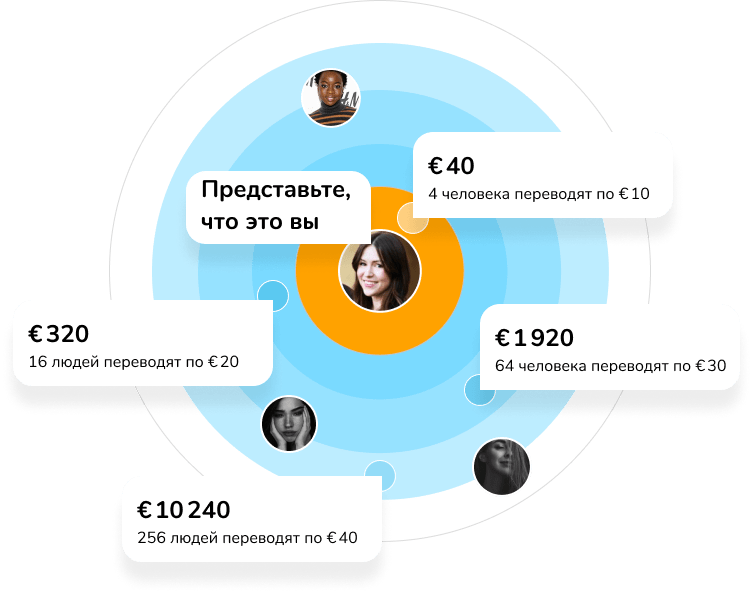 € 40
4 человека переводят по € 10
Представьте,
что это вы
€ 320
16 людей переводят по € 20
€ 1 920
64 человека переводят по € 30
€ 10 240
256 людей переводят по € 40